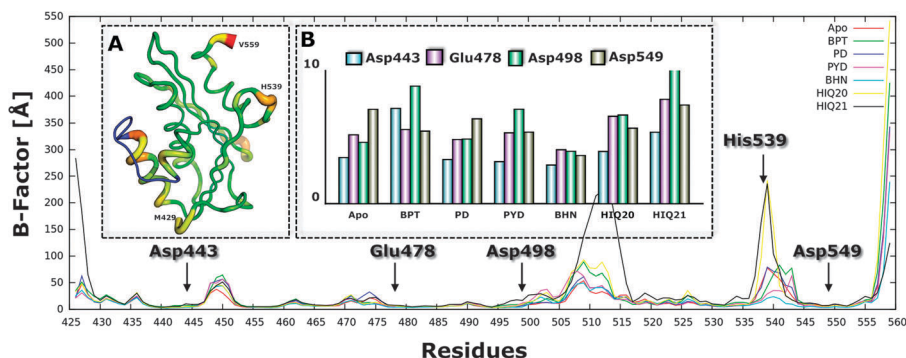 550
500
450
400
350
300
250
200
150
100
50
0
B-Factor [Å]
A
V559
H539
M429
B
10
0
Asp443 Glu478 Asp498 Asp549
Apo BPT PD PYD BHN HIQ20 HIQ21
Apo
BPT
PD
PYD
BHN
HIQ20
HIQ21
His539
Asp443 Glu478 Asp498 Asp549
425 430 435 440 445 450 455 460 465 470 475 480 485 490 495 500 505 510 515 520 525 530 535 540 545 550 555 560
Residues